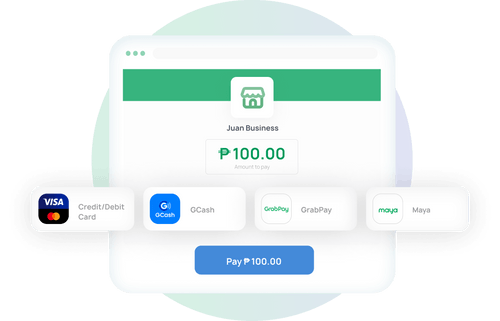 Juan Business
₱100.00
Amount to pay
VISA
Credit/Debit
Card
GCash
GCash
GrabPay
GrabPay
maya
Maya
Pay ₱100.00